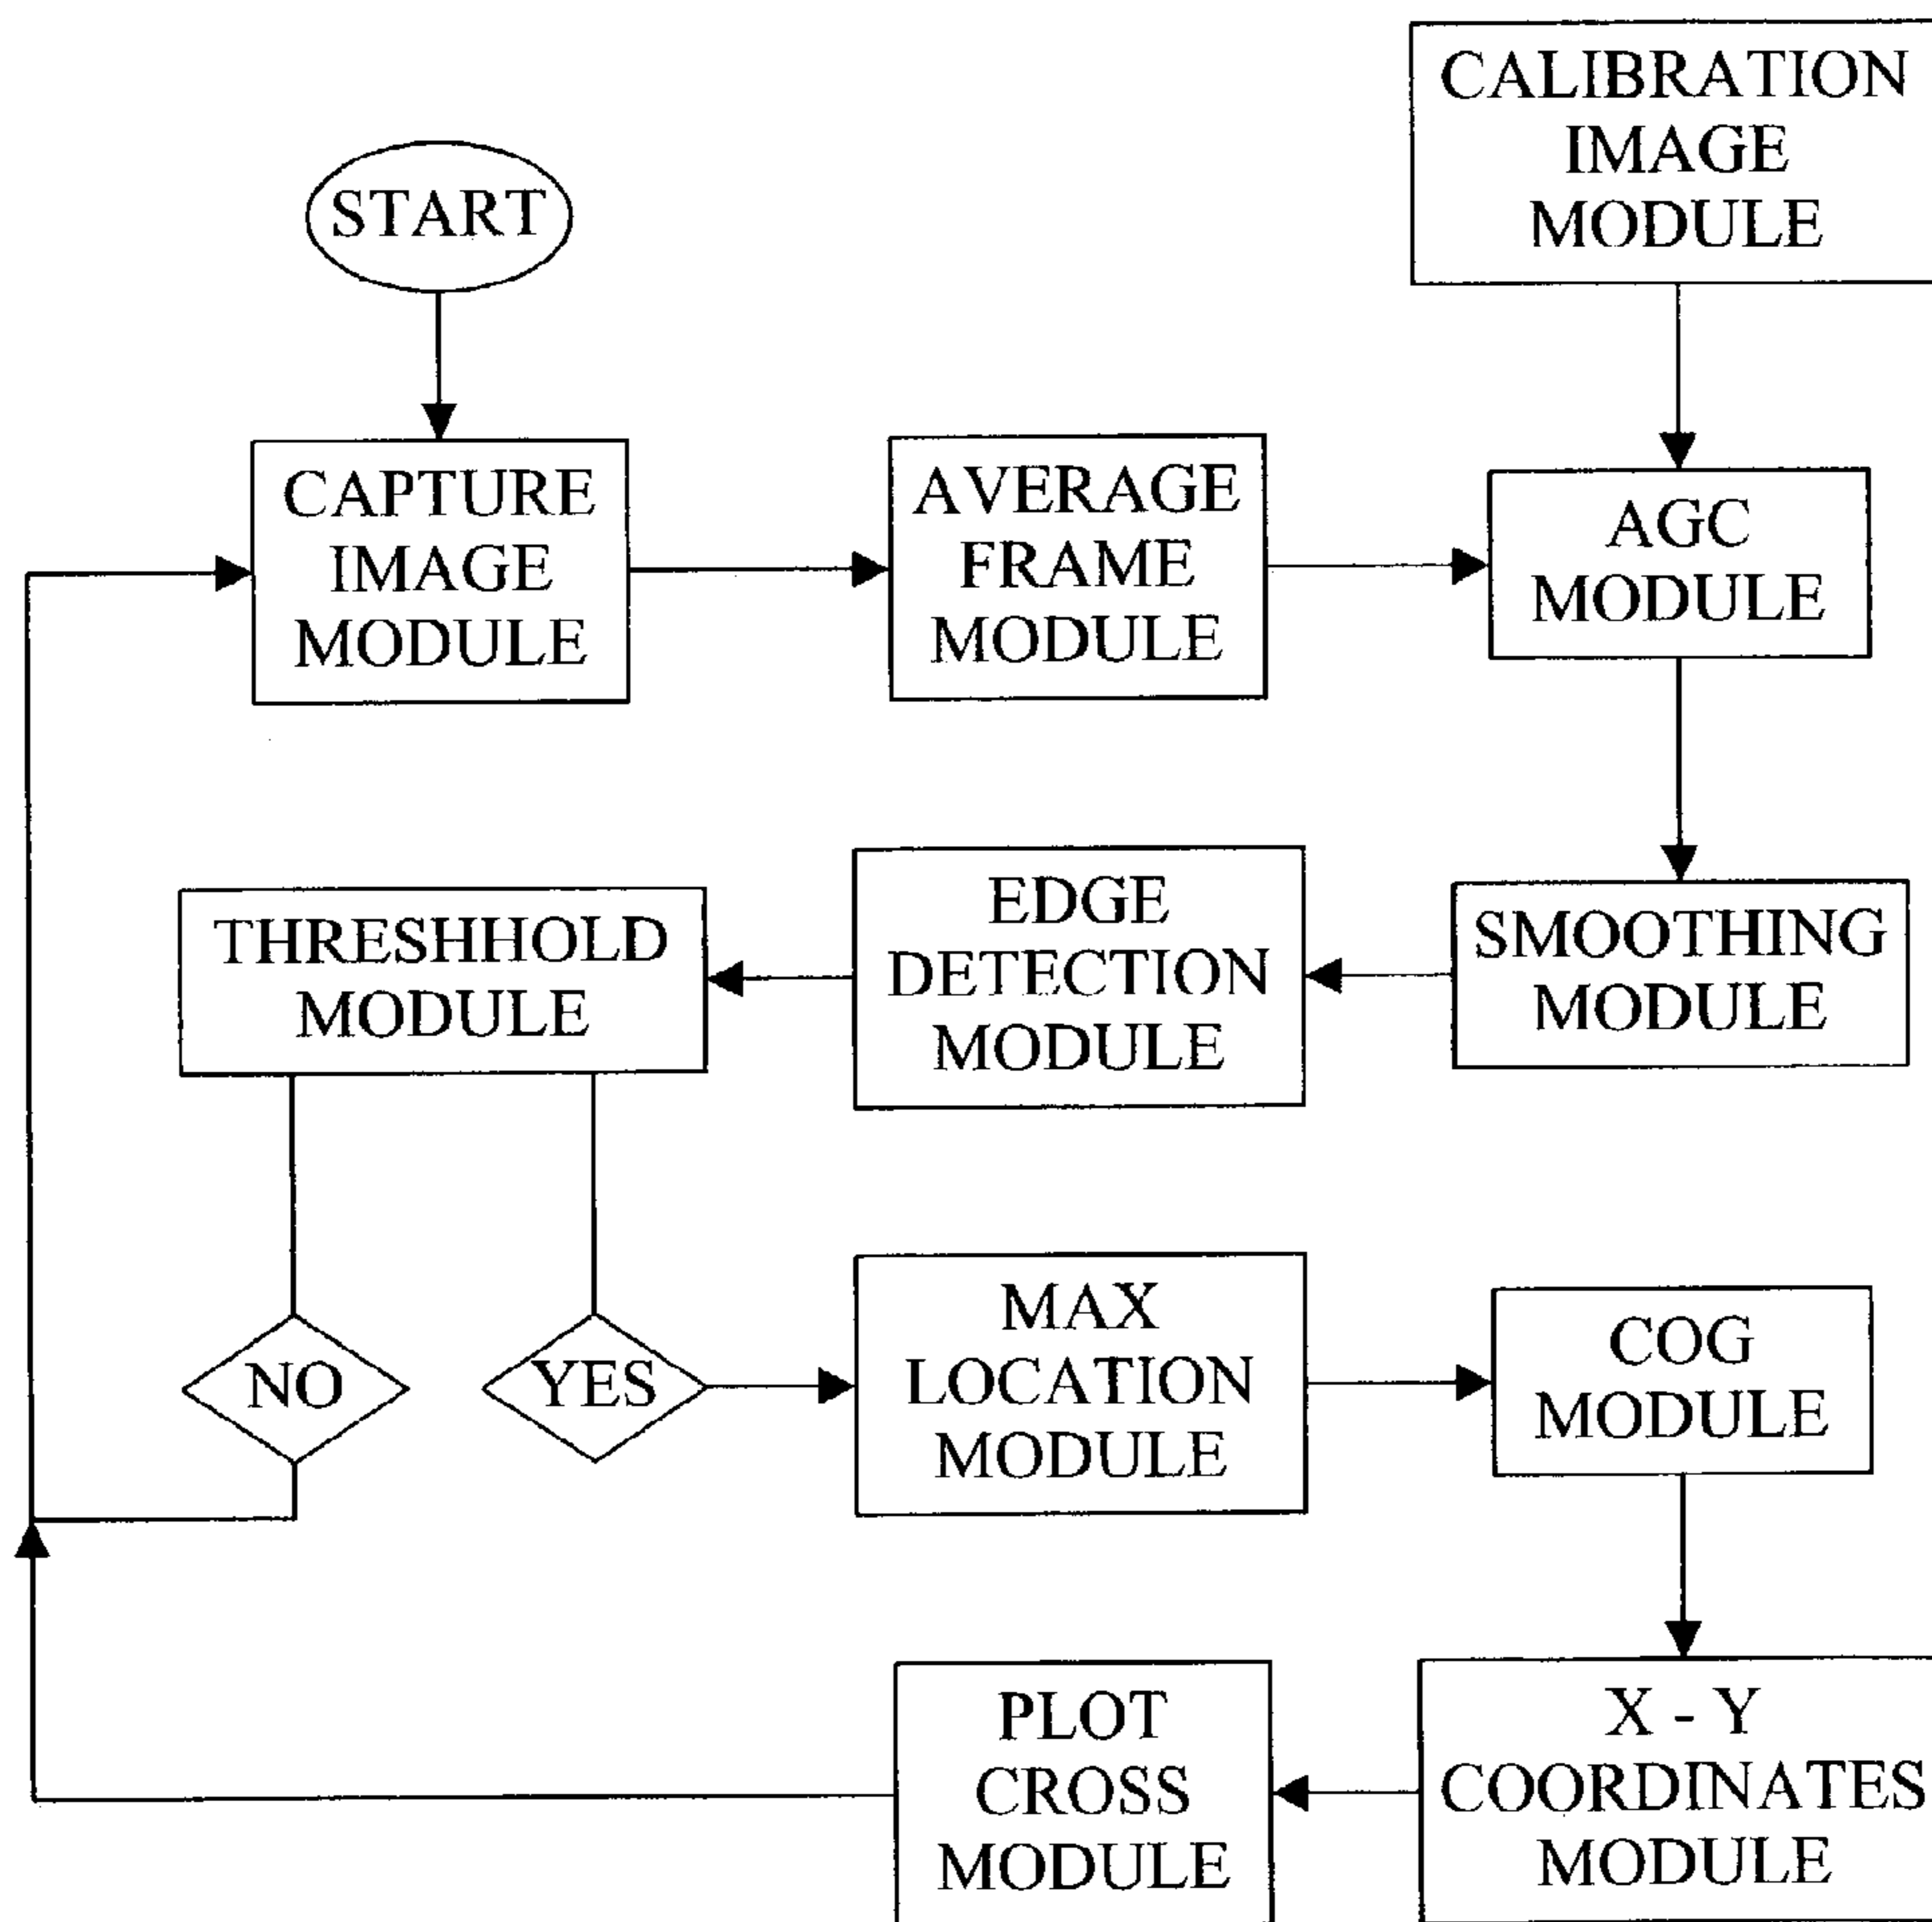 CALIBRATION
IMAGE
MODULE
START
CAPTURE
IMAGE
MODULE
AVERAGE
FRAME
MODULE
AGC
MODULE
THRESHHOLD
MODULE
EDGE
DETECTION
MODULE
SMOOTHING
MODULE
NO
YES
MAX
LOCATION
MODULE
COG
MODULE
PLOT
CROSS
MODULE
X - Y
COORDINATES
MODULE